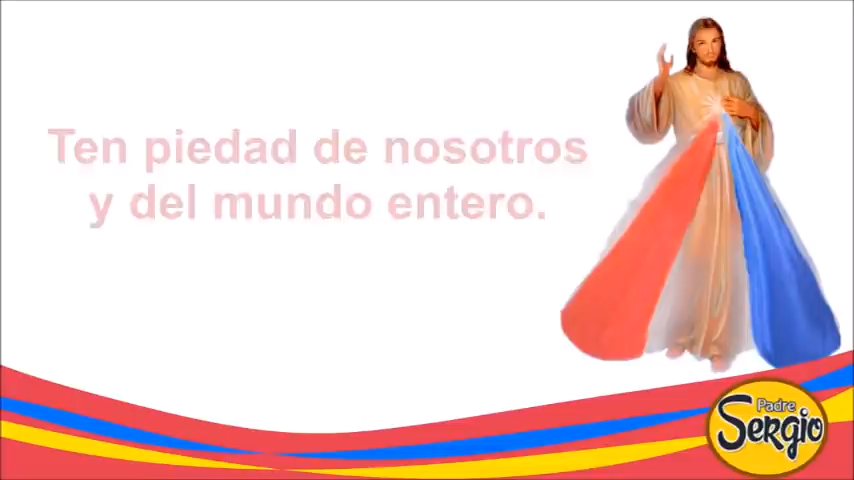 Ten piedad de nosotros
y del mundo entero.
Padre
Sergio